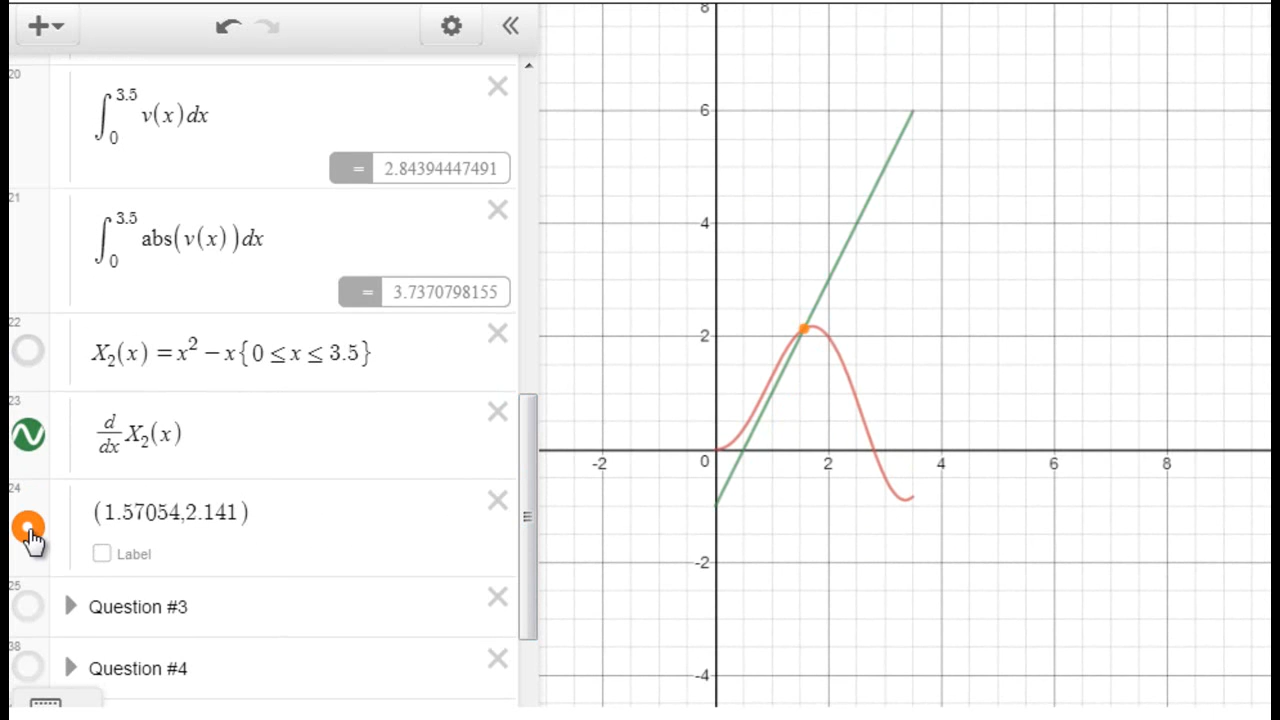 20
∫₀^3.5 v(x)dx
= 2.84394447491
21
∫₀^3.5 abs(v(x))dx
= 3.7370798155
22
X₂(x) = x² − x{0 ≤ x ≤ 3.5}
23
d/dx X₂(x)
24
(1.57054,2.141)
Label
25
Question #3
38
Question #4
8
6
4
2
-2 0 2 4 6 8
-2
-4